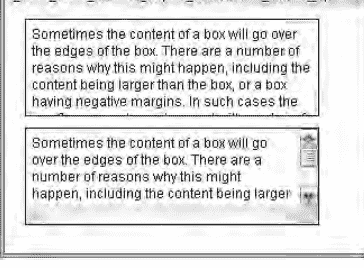 Sometimes the content of a box will go over
the edges of the box. There are a number of
reasons why this might happen, including the
content being larger than the box, or a box
having negative margins. In such cases the
Sometimes the content of a box will go
over the edges of the box. There are a
number of reasons why this might
happen, including the content being larger